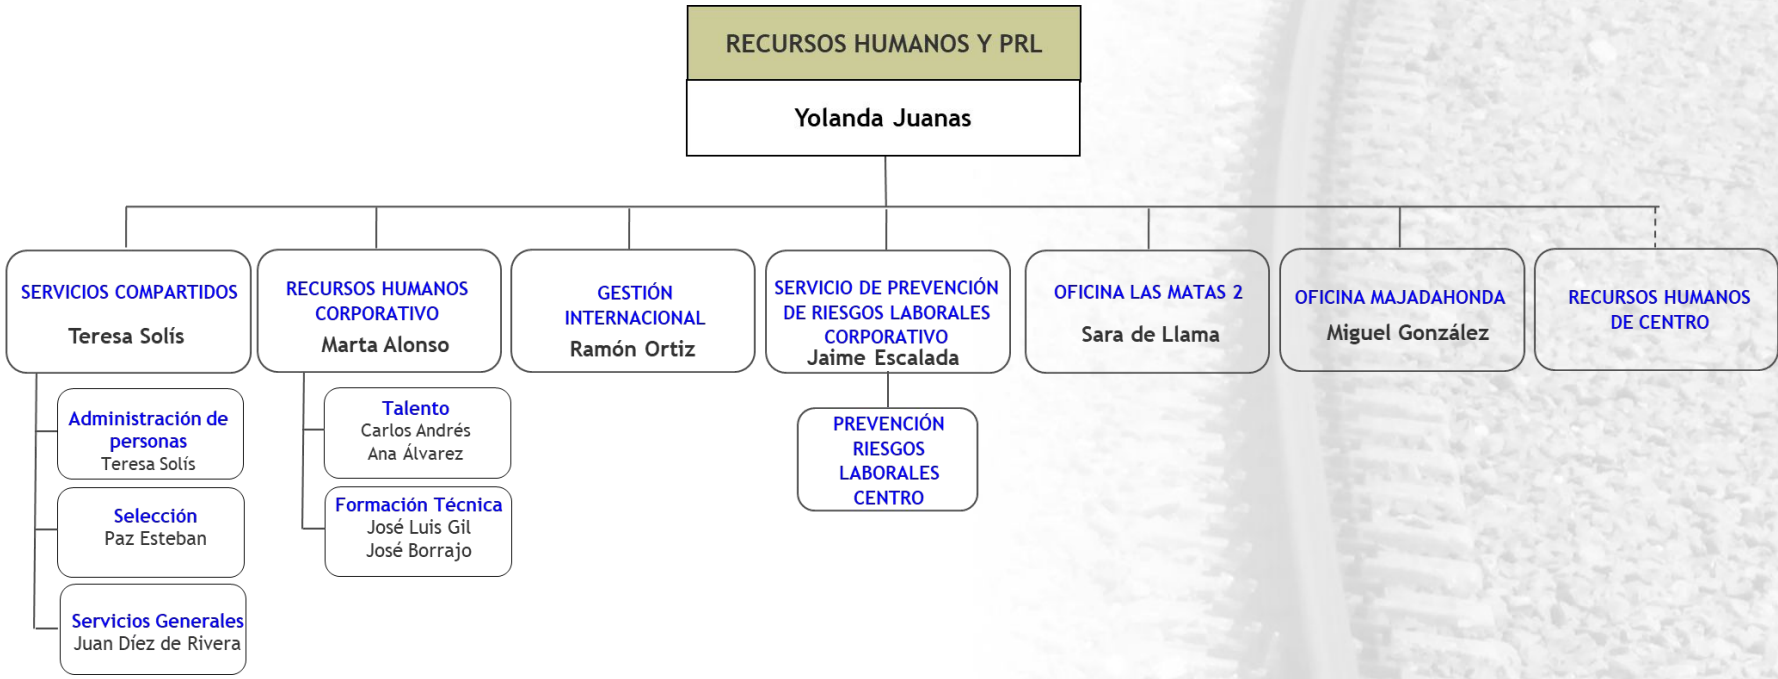 RECURSOS HUMANOS Y PRL
Yolanda Juanas
SERVICIOS COMPARTIDOS
Teresa Solís
RECURSOS HUMANOS
CORPORATIVO
Marta Alonso
GESTIÓN
INTERNACIONAL
Ramón Ortiz
SERVICIO DE PREVENCIÓN
DE RIESGOS LABORALES
CORPORATIVO
Jaime Escalada
OFICINA LAS MATAS 2
Sara de Llama
OFICINA MAJADAHONDA
Miguel González
RECURSOS HUMANOS
DE CENTRO
Administración de
personas
Teresa Solís
Selección
Paz Esteban
Servicios Generales
Juan Díez de Rivera
Talento
Carlos Andrés
Ana Álvarez
Formación Técnica
José Luis Gil
José Borrajo
PREVENCIÓN
RIESGOS
LABORALES
CENTRO